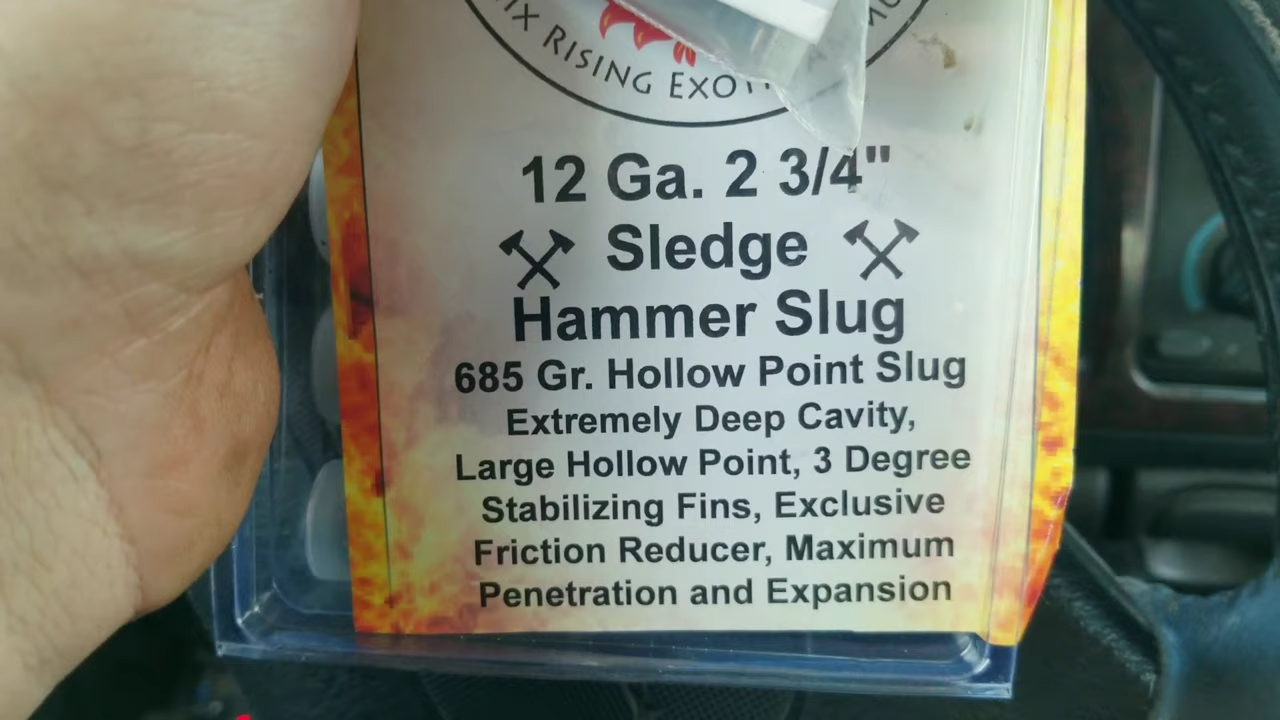 RISING
12 Ga. 2 3/4"
Sledge
Hammer Slug
685 Gr. Hollow Point Slug
Extremely Deep Cavity,
Large Hollow Point, 3 Degree
Stabilizing Fins, Exclusive
Friction Reducer, Maximum
Penetration and Expansion